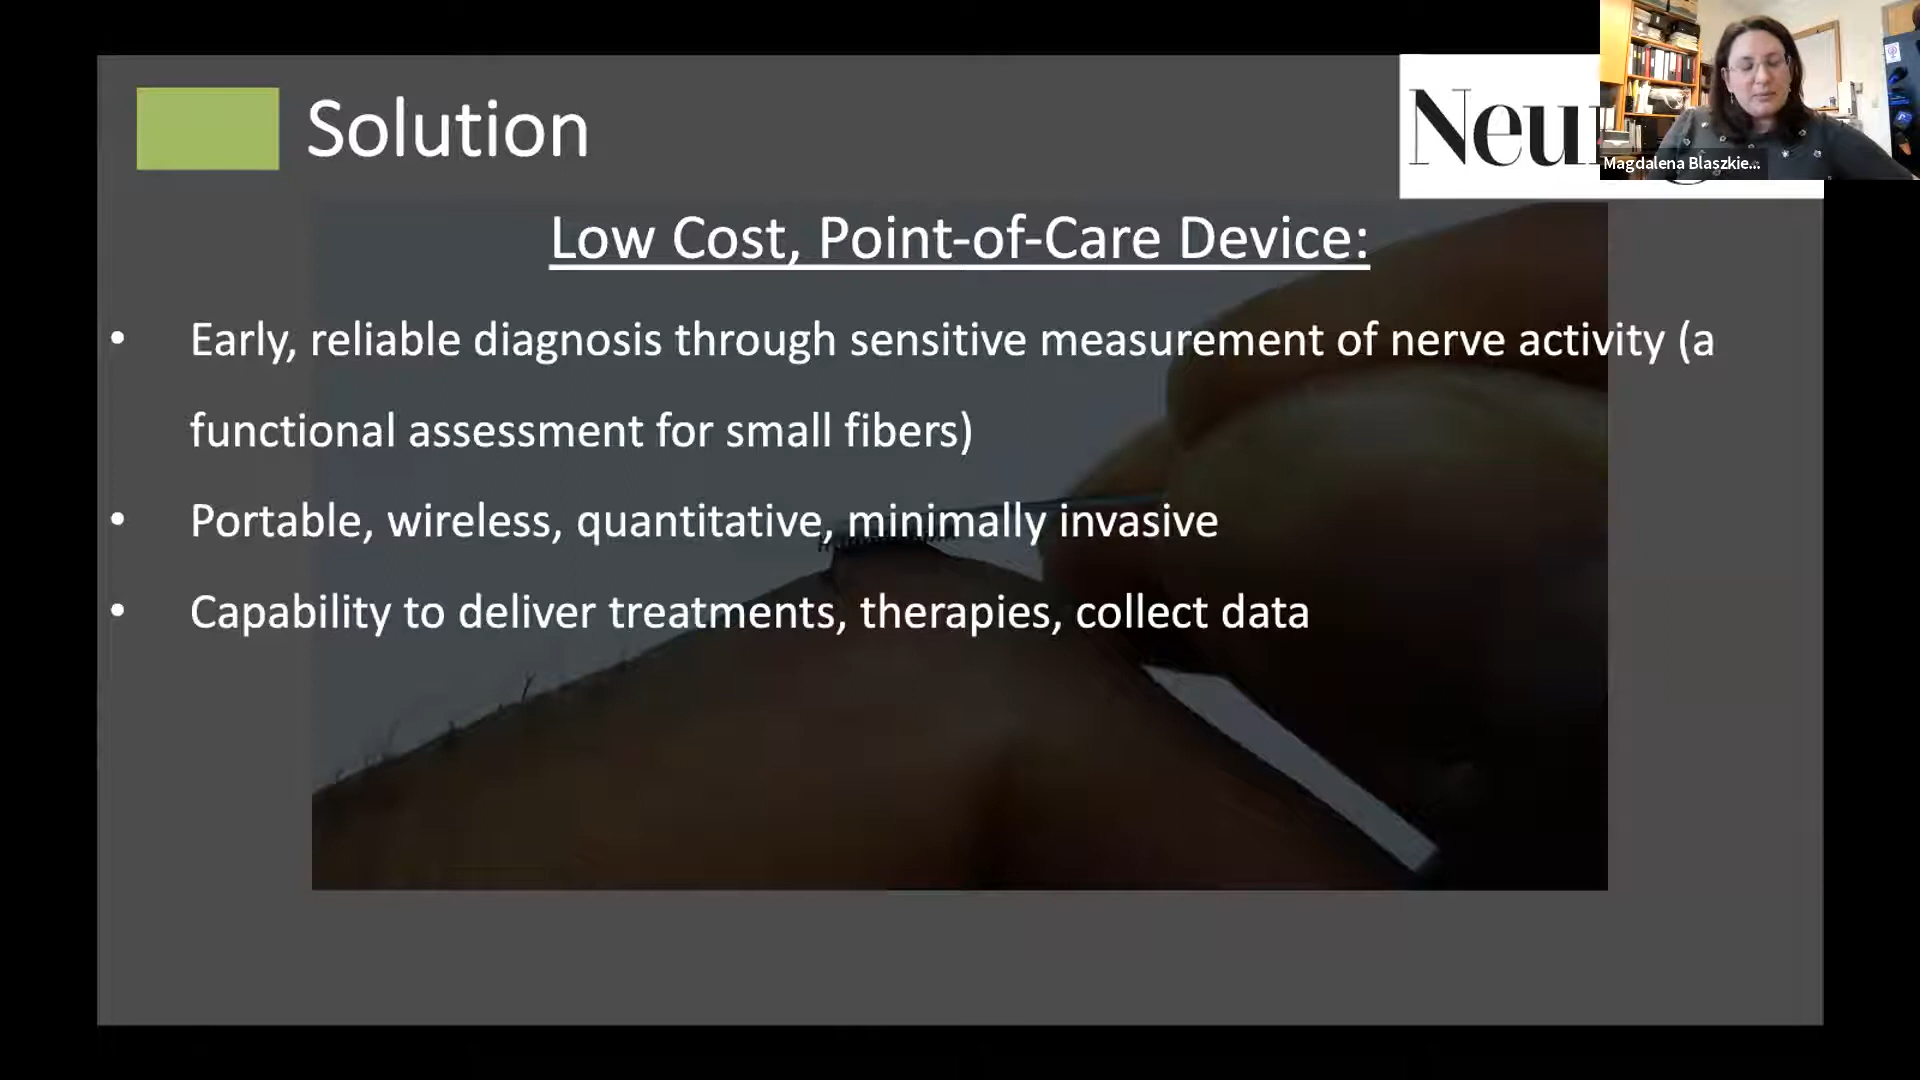 Solution
Neu
Magdalena Blaszkie...
Low Cost, Point-of-Care Device:
• Early, reliable diagnosis through sensitive measurement of nerve activity (a
functional assessment for small fibers)
• Portable, wireless, quantitative, minimally invasive
• Capability to deliver treatments, therapies, collect data